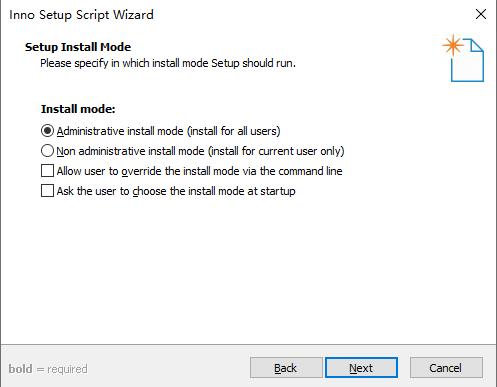 Inno Setup Script Wizard
Setup Install Mode
Please specify in which install mode Setup should run.
Install mode:
Administrative install mode (install for all users)
Non administrative install mode (install for current user only)
Allow user to override the install mode via the command line
Ask the user to choose the install mode at startup
bold = required
Back
Next
Cancel